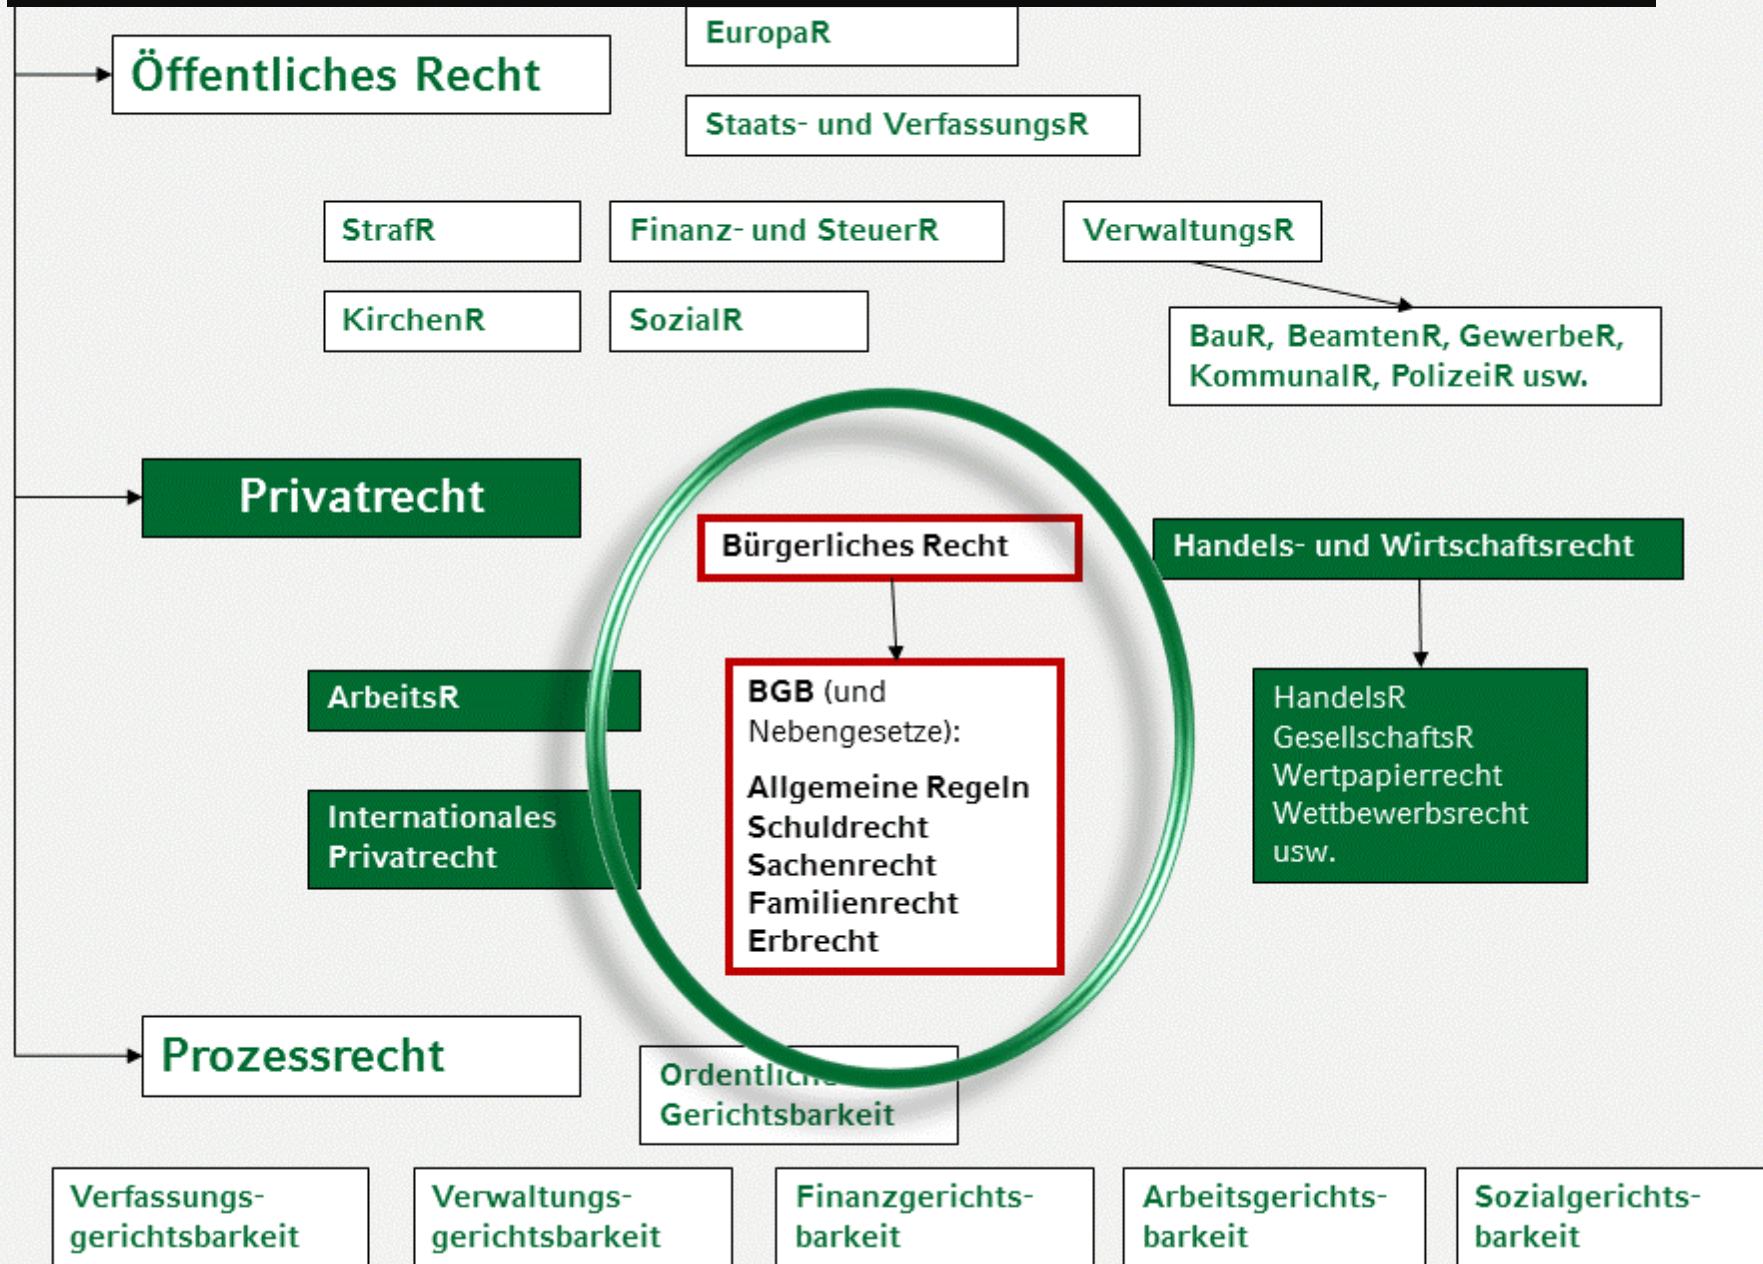 EuropaR
Öffentliches Recht
Staats- und VerfassungsR
StrafR
Finanz- und SteuerR
VerwaltungsR
KirchenR
SozialR
BauR, BeamtenR, GewerbeR,
KommunalR, PolizeiR usw.
Privatrecht
Bürgerliches Recht
Handels- und Wirtschaftsrecht
ArbeitsR
Internationales
Privatrecht
BGB (und
Nebengesetze):
Allgemeine Regeln
Schuldrecht
Sachenrecht
Familienrecht
Erbrecht
HandelsR
GesellschaftsR
Wertpapierrecht
Wettbewerbsrecht
usw.
Prozessrecht
Ordentliche
Gerichtsbarkeit
Verfassungs-
gerichtsbarkeit
Verwaltungs-
gerichtsbarkeit
Finanzgerichts-
barkeit
Arbeitsgerichts-
barkeit
Sozialgerichts-
barkeit